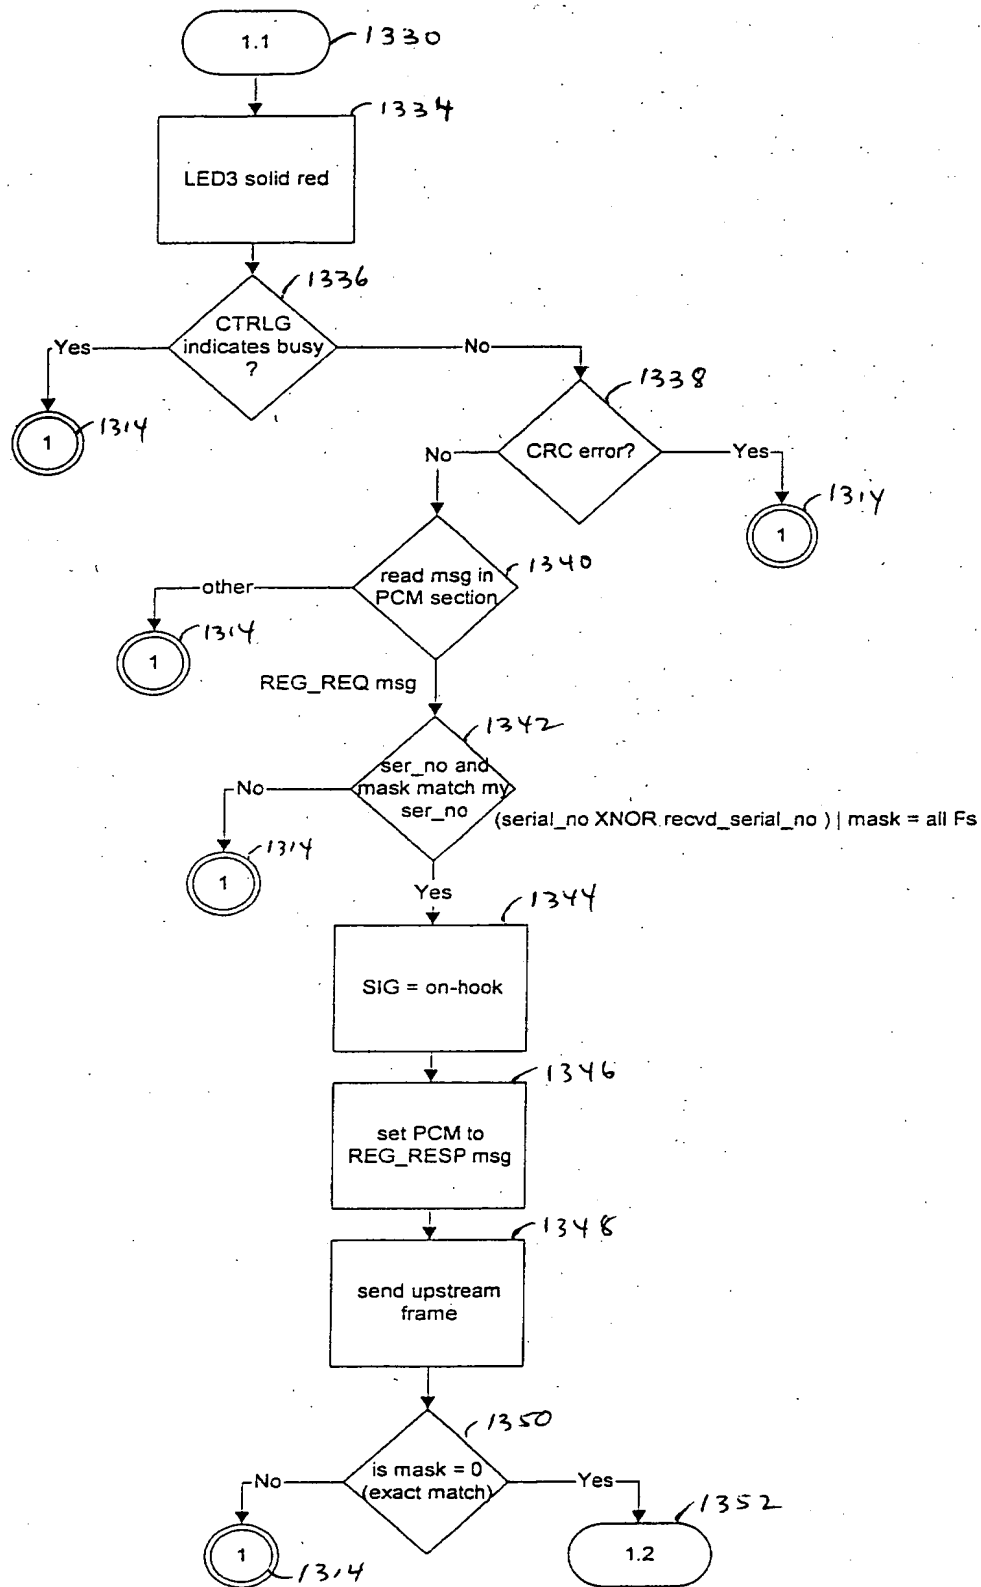 1.1
1330
1334
LED3 solid red
1336
CTRLG
indicates busy
?
Yes
No
1
1314
1338
CRC error?
No
Yes
1314
1
1340
read msg in
PCM section
other
1314
1
REG_REQ msg
1342
ser_no and
mask match my
ser_no
No
(serial_no XNOR recvd_serial_no ) | mask = all Fs
1314
1
Yes
1344
SIG = on-hook
1346
set PCM to
REG_RESP msg
1348
send upstream
frame
1350
is mask = 0
(exact match)
No
Yes
1352
1
1.2
1314